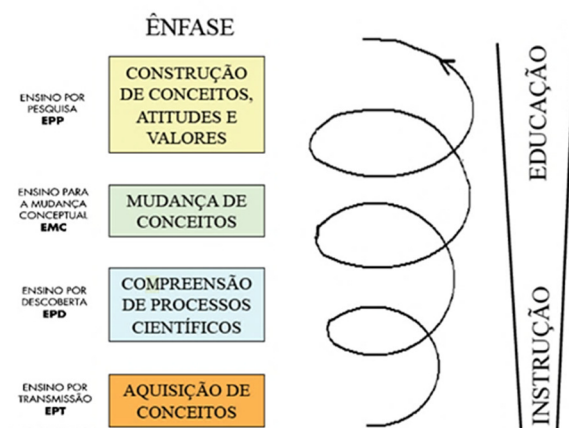 ÊNFASE
ENSINO POR
PESQUISA
EPP
CONSTRUÇÃO
DE CONCEITOS,
ATITUDES E
VALORES
ENSINO PARA
A MUDANÇA
CONCEPTUAL
EMC
MUDANÇA DE
CONCEITOS
ENSINO POR
DESCOBERTA
EPD
COMPREENSÃO
DE PROCESSOS
CIENTÍFICOS
ENSINO POR
TRANSMISSÃO
EPT
AQUISIÇÃO DE
CONCEITOS
EDUCAÇÃO
INSTRUÇÃO